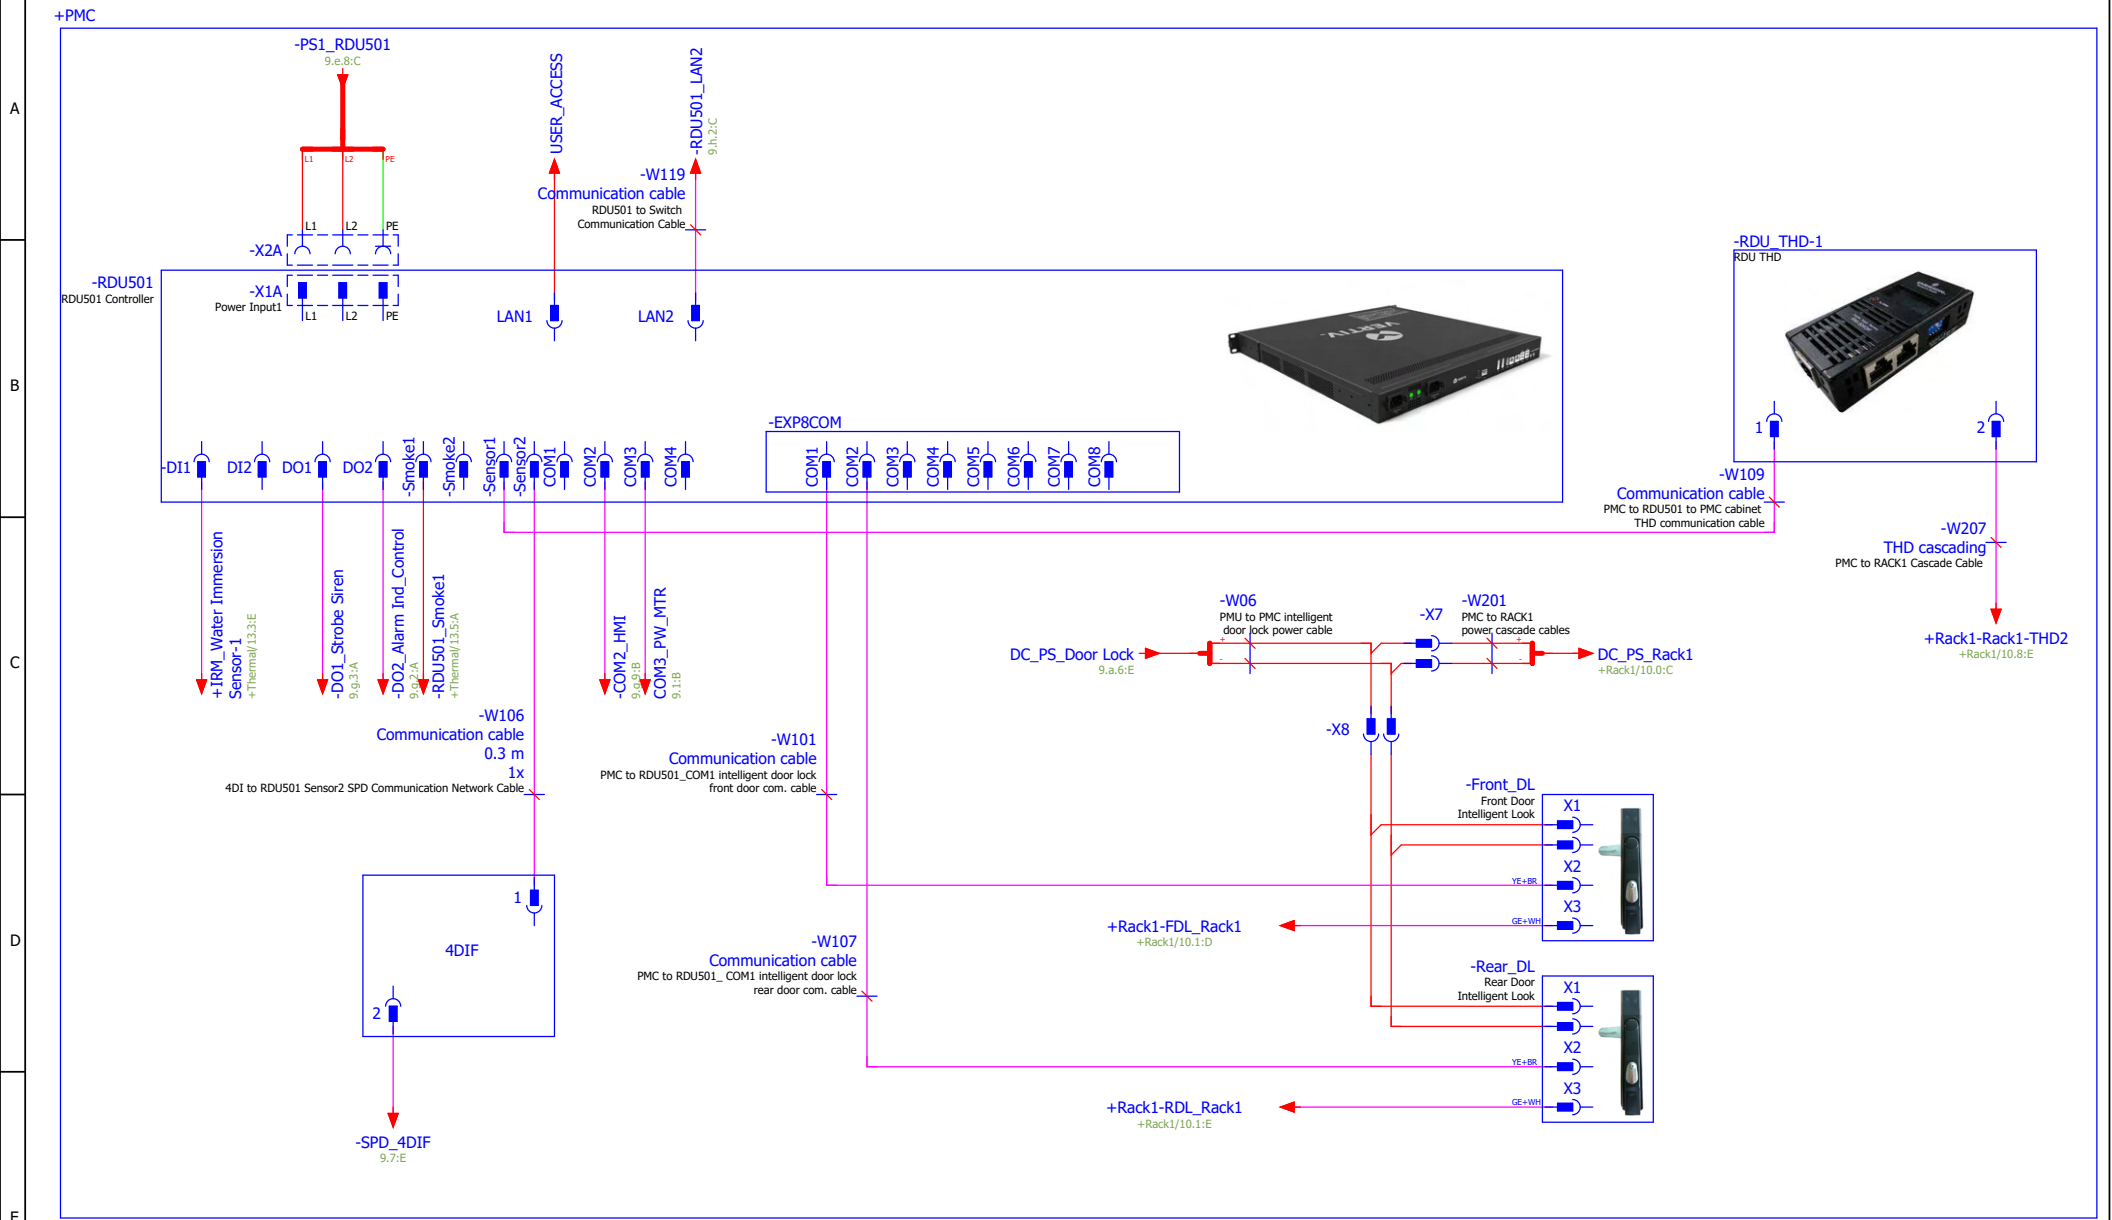 +PMC
-PS1_RDU501
9.e.8:C
L1
L2
PE
L1
L2
PE
-X2A
-X1A
Power Input1
L1
L2
PE
USER_ACCESS
-RDU501_LAN2
9.h.2:C
-W119
Communication cable
RDU501 to Switch
Communication Cable
A
B
C
D
E
-RDU501
RDU501 Controller
LAN1
LAN2
VERTIV
-RDU_THD-1
RDU THD
1
2
-DI1
DI2
DO1
DO2
-Smoke1
-Smoke2
-Sensor1
-Sensor2
COM1
COM2
COM3
COM4
-EXP8COM
COM1
COM2
COM3
COM4
COM5
COM6
COM7
COM8
-W109
Communication cable
PMC to RDU501 to PMC cabinet
THD communication cable
-W207
THD cascading
PMC to RACK1 Cascade Cable
+Rack1-Rack1-THD2
+Rack1/10.8:E
+IRM_Water Immersion
Sensor-1
+Thermal/13.3:E
-DO1_Strobe Siren
9.g.3:A
-DO2_Alarm Ind_Control
9.g.2:A
-RDU501_Smoke1
+Thermal/13.5:A
-COM2_HMI
9.g.9:B
COM3_PW_MTR
9.1:B
-W106
Communication cable
0.3 m
1x
4DI to RDU501 Sensor2 SPD Communication Network Cable
-W101
Communication cable
PMC to RDU501_COM1 intelligent door lock
front door com. cable
-W107
Communication cable
PMC to RDU501_ COM1 intelligent door lock
rear door com. cable
-W06
PMU to PMC intelligent
door lock power cable
DC_PS_Door Lock
9.a.6:E
+
-
-X7
-W201
PMC to RACK1
power cascade cables
+
-
DC_PS_Rack1
+Rack1/10.0:C
-X8
-Front_DL
Front Door
Intelligent Look
X1
X2
YE+BR
X3
GE+WH
+Rack1-FDL_Rack1
+Rack1/10.1:D
-Rear_DL
Rear Door
Intelligent Look
X1
X2
YE+BR
X3
GE+WH
+Rack1-RDL_Rack1
+Rack1/10.1:E
1
4DIF
2
-SPD_4DIF
9.7:E